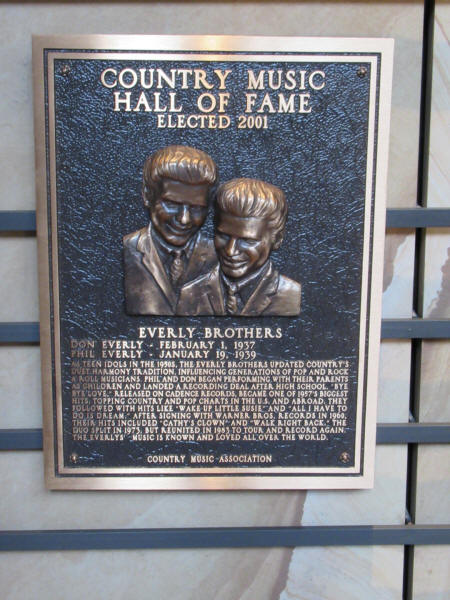 COUNTRY MUSIC
HALL OF FAME
ELECTED 2001
EVERLY BROTHERS
DON EVERLY - FEBRUARY 1, 1937
PHIL EVERLY - JANUARY 19, 1939
AS TEEN IDOLS IN THE 1950S, THE EVERLY BROTHERS UPDATED COUNTRY'S
DUET HARMONY TRADITION, INFLUENCING GENERATIONS OF POP AND ROCK
& ROLL MUSICIANS. PHIL AND DON BEGAN PERFORMING WITH THEIR PARENTS
AS CHILDREN AND LANDED A RECORDING DEAL AFTER HIGH SCHOOL. "BYE
BYE LOVE," RELEASED ON CADENCE RECORDS, BECAME ONE OF 1957'S BIGGEST
HITS, TOPPING COUNTRY AND POP CHARTS IN THE U.S. AND ABROAD. THEY
FOLLOWED WITH HITS LIKE "WAKE UP LITTLE SUSIE" AND "ALL I HAVE TO
DO IS DREAM." AFTER SIGNING WITH WARNER BROS. RECORDS IN 1960,
THEIR HITS INCLUDED "CATHY'S CLOWN" AND "WALK RIGHT BACK." THE
DUO SPLIT IN 1973, BUT REUNITED IN 1983 TO TOUR AND RECORD AGAIN.
THE EVERLYS' MUSIC IS KNOWN AND LOVED ALL OVER THE WORLD.
COUNTRY MUSIC ASSOCIATION